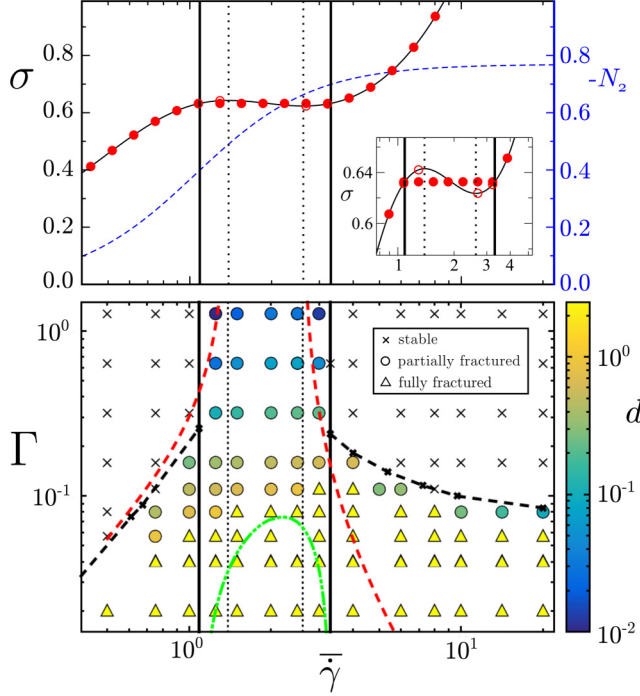 0.8
0.6
0.4
0.2
0.0
σ
0.8
0.6
0.4
0.2
0.0
-N₂
0.64
σ
0.6
1
2
3
4
10⁰
10⁻¹
Γ
× stable
○ partially fractured
△ fully fractured
10⁰
10¹
γ̇̅
10⁰
10⁻¹
10⁻²
d